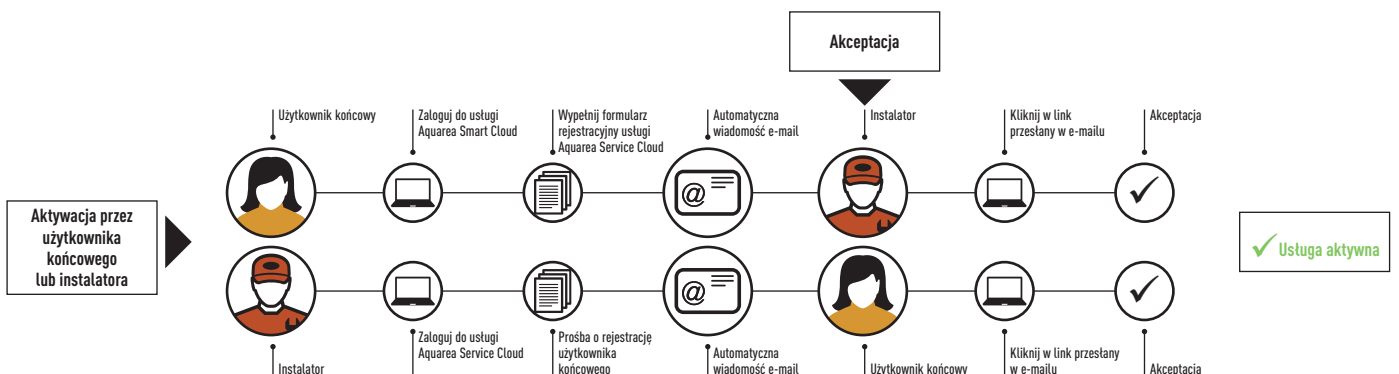 Akceptacja
Użytkownik końcowy
Zaloguj do usługi
Aquarea Smart Cloud
Wypełnij formularz
rejestracyjny usługi
Aquarea Service Cloud
Automatyczna
wiadomość e-mail
Instalator
Kliknij w link
przesłany w e-mailu
Akceptacja
Aktywacja przez
użytkownika
końcowego
lub instalatora
@
@
✓ Usługa aktywna
Instalator
Zaloguj do usługi
Aquarea Service Cloud
Prośba o rejestrację
użytkownika
końcowego
Automatyczna
wiadomość e-mail
Użytkownik końcowy
Kliknij w link przesłany
w e-mailu
Akceptacja